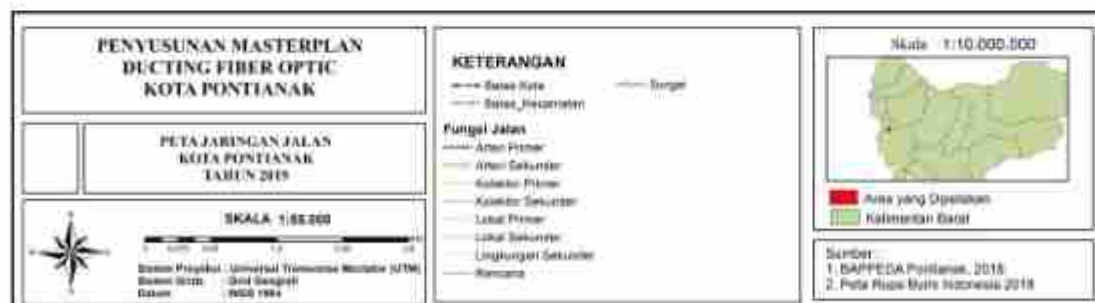 PENYUSUNAN MASTERPLAN
DUCTING FIBER OPTIC
KOTA PONTIANAK
PETA JARINGAN JALAN
KOTA PONTIANAK
TAHUN 2019
SKALA
Sistem Proyeksi : Universal Transverse Mercator (UTM)
Sistem Grids : Grid Geografi
Datum : WGS 1984
KETERANGAN
Batas Kota
Batas_Kecamatan
Sungai
Fungsi Jalan
Arteri Primer
Arteri Sekunder
Kolektor Primer
Kolektor Sekunder
Lokal Primer
Lokal Sekunder
Lingkungan Sekunder
Rencana
Skala 1:10.000.000
Area yang Dipetakan
Kalimantan Barat
Sumber :
1. BAPPEDA Pontianak, 2018
2. Peta Rupa Bumi Indonesia 2018